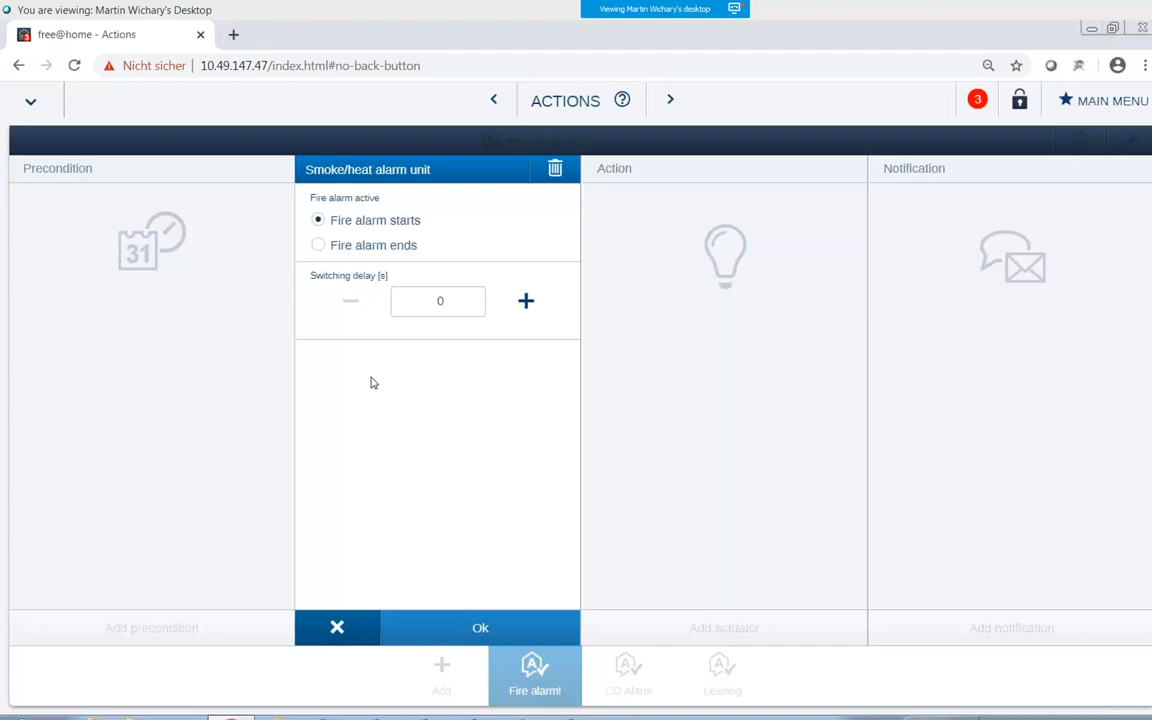 You are viewing: Martin Wichary's Desktop
Viewing Martin Wichary's desktop
free@home - Actions
Nicht sicher 10.49.147.47/index.html#no-back-button
ACTIONS
3
MAIN MENU
Precondition
Smoke/heat alarm unit
Action
Notification
Fire alarm active
Fire alarm starts
Fire alarm ends
Switching delay [s]
0
31
Ok
Add precondition
Add actuator
Add notification
Add
Fire alarm!
CO Alarm
Leaving